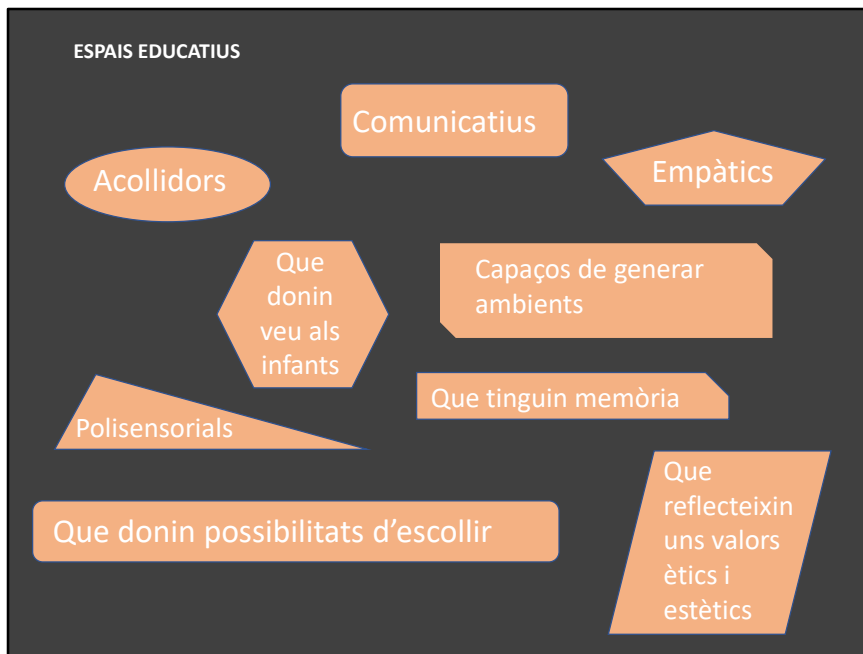 ESPAIS EDUCATIUS
Comunicatius
Acollidors
Empàtics
Que
donin
veu als
infants
Capaços de generar
ambients
Polisensorials
Que tinguin memòria
Que donin possibilitats d’escollir
Que
reflecteixin
uns valors
ètics i
estètics